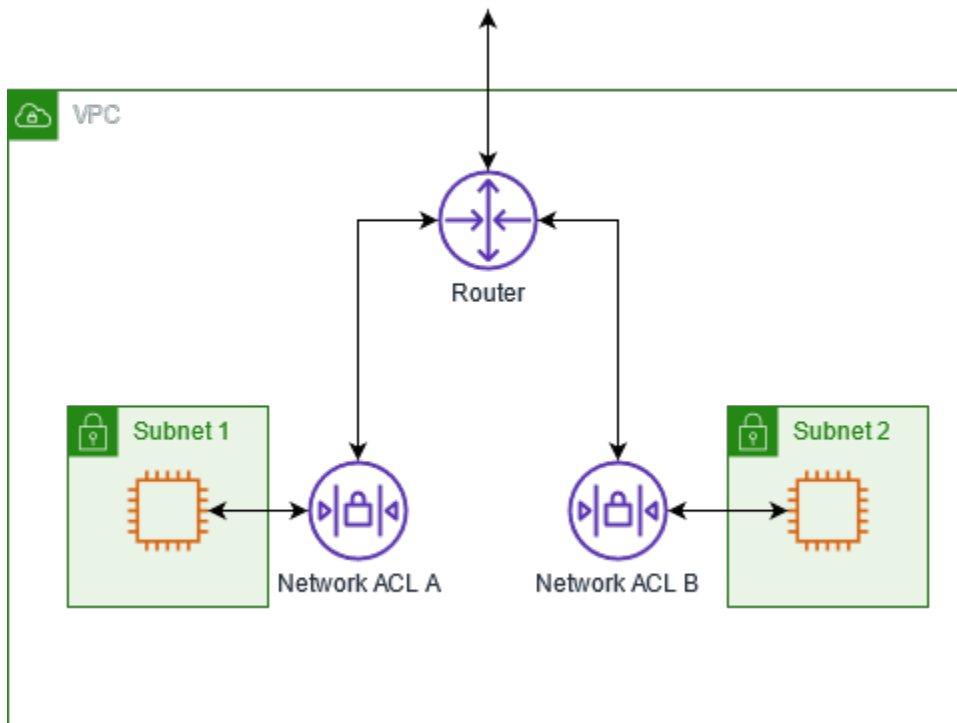 VPC
Router
Subnet 1
Subnet 2
Network ACL A
Network ACL B